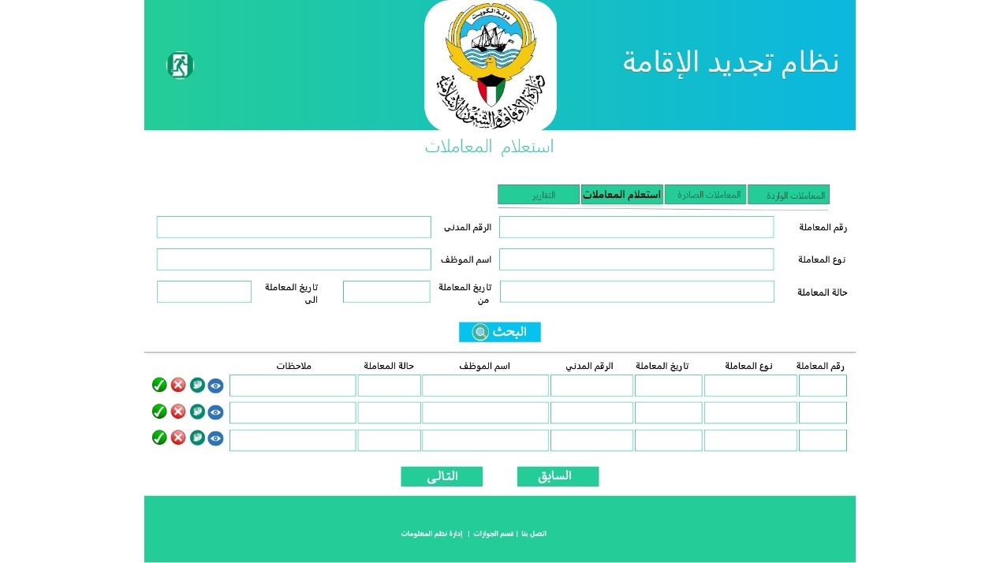 دولة الكويت
وزارة الأوقاف والشئون الإسلامية
نظام تجديد الإقامة
استعلام المعاملات
المعاملات الواردة المعاملات الصادرة استعلام المعاملات التقارير
رقم المعاملة الرقم المدنى
نوع المعاملة اسم الموظف
حالة المعاملة تاريخ المعاملة من تاريخ المعاملة الى
البحث
رقم المعاملة نوع المعاملة تاريخ المعاملة الرقم المدني اسم الموظف حالة المعاملة ملاحظات
السابق التالى
اتصل بنا | قسم الجوازات | إدارة نظم المعلومات